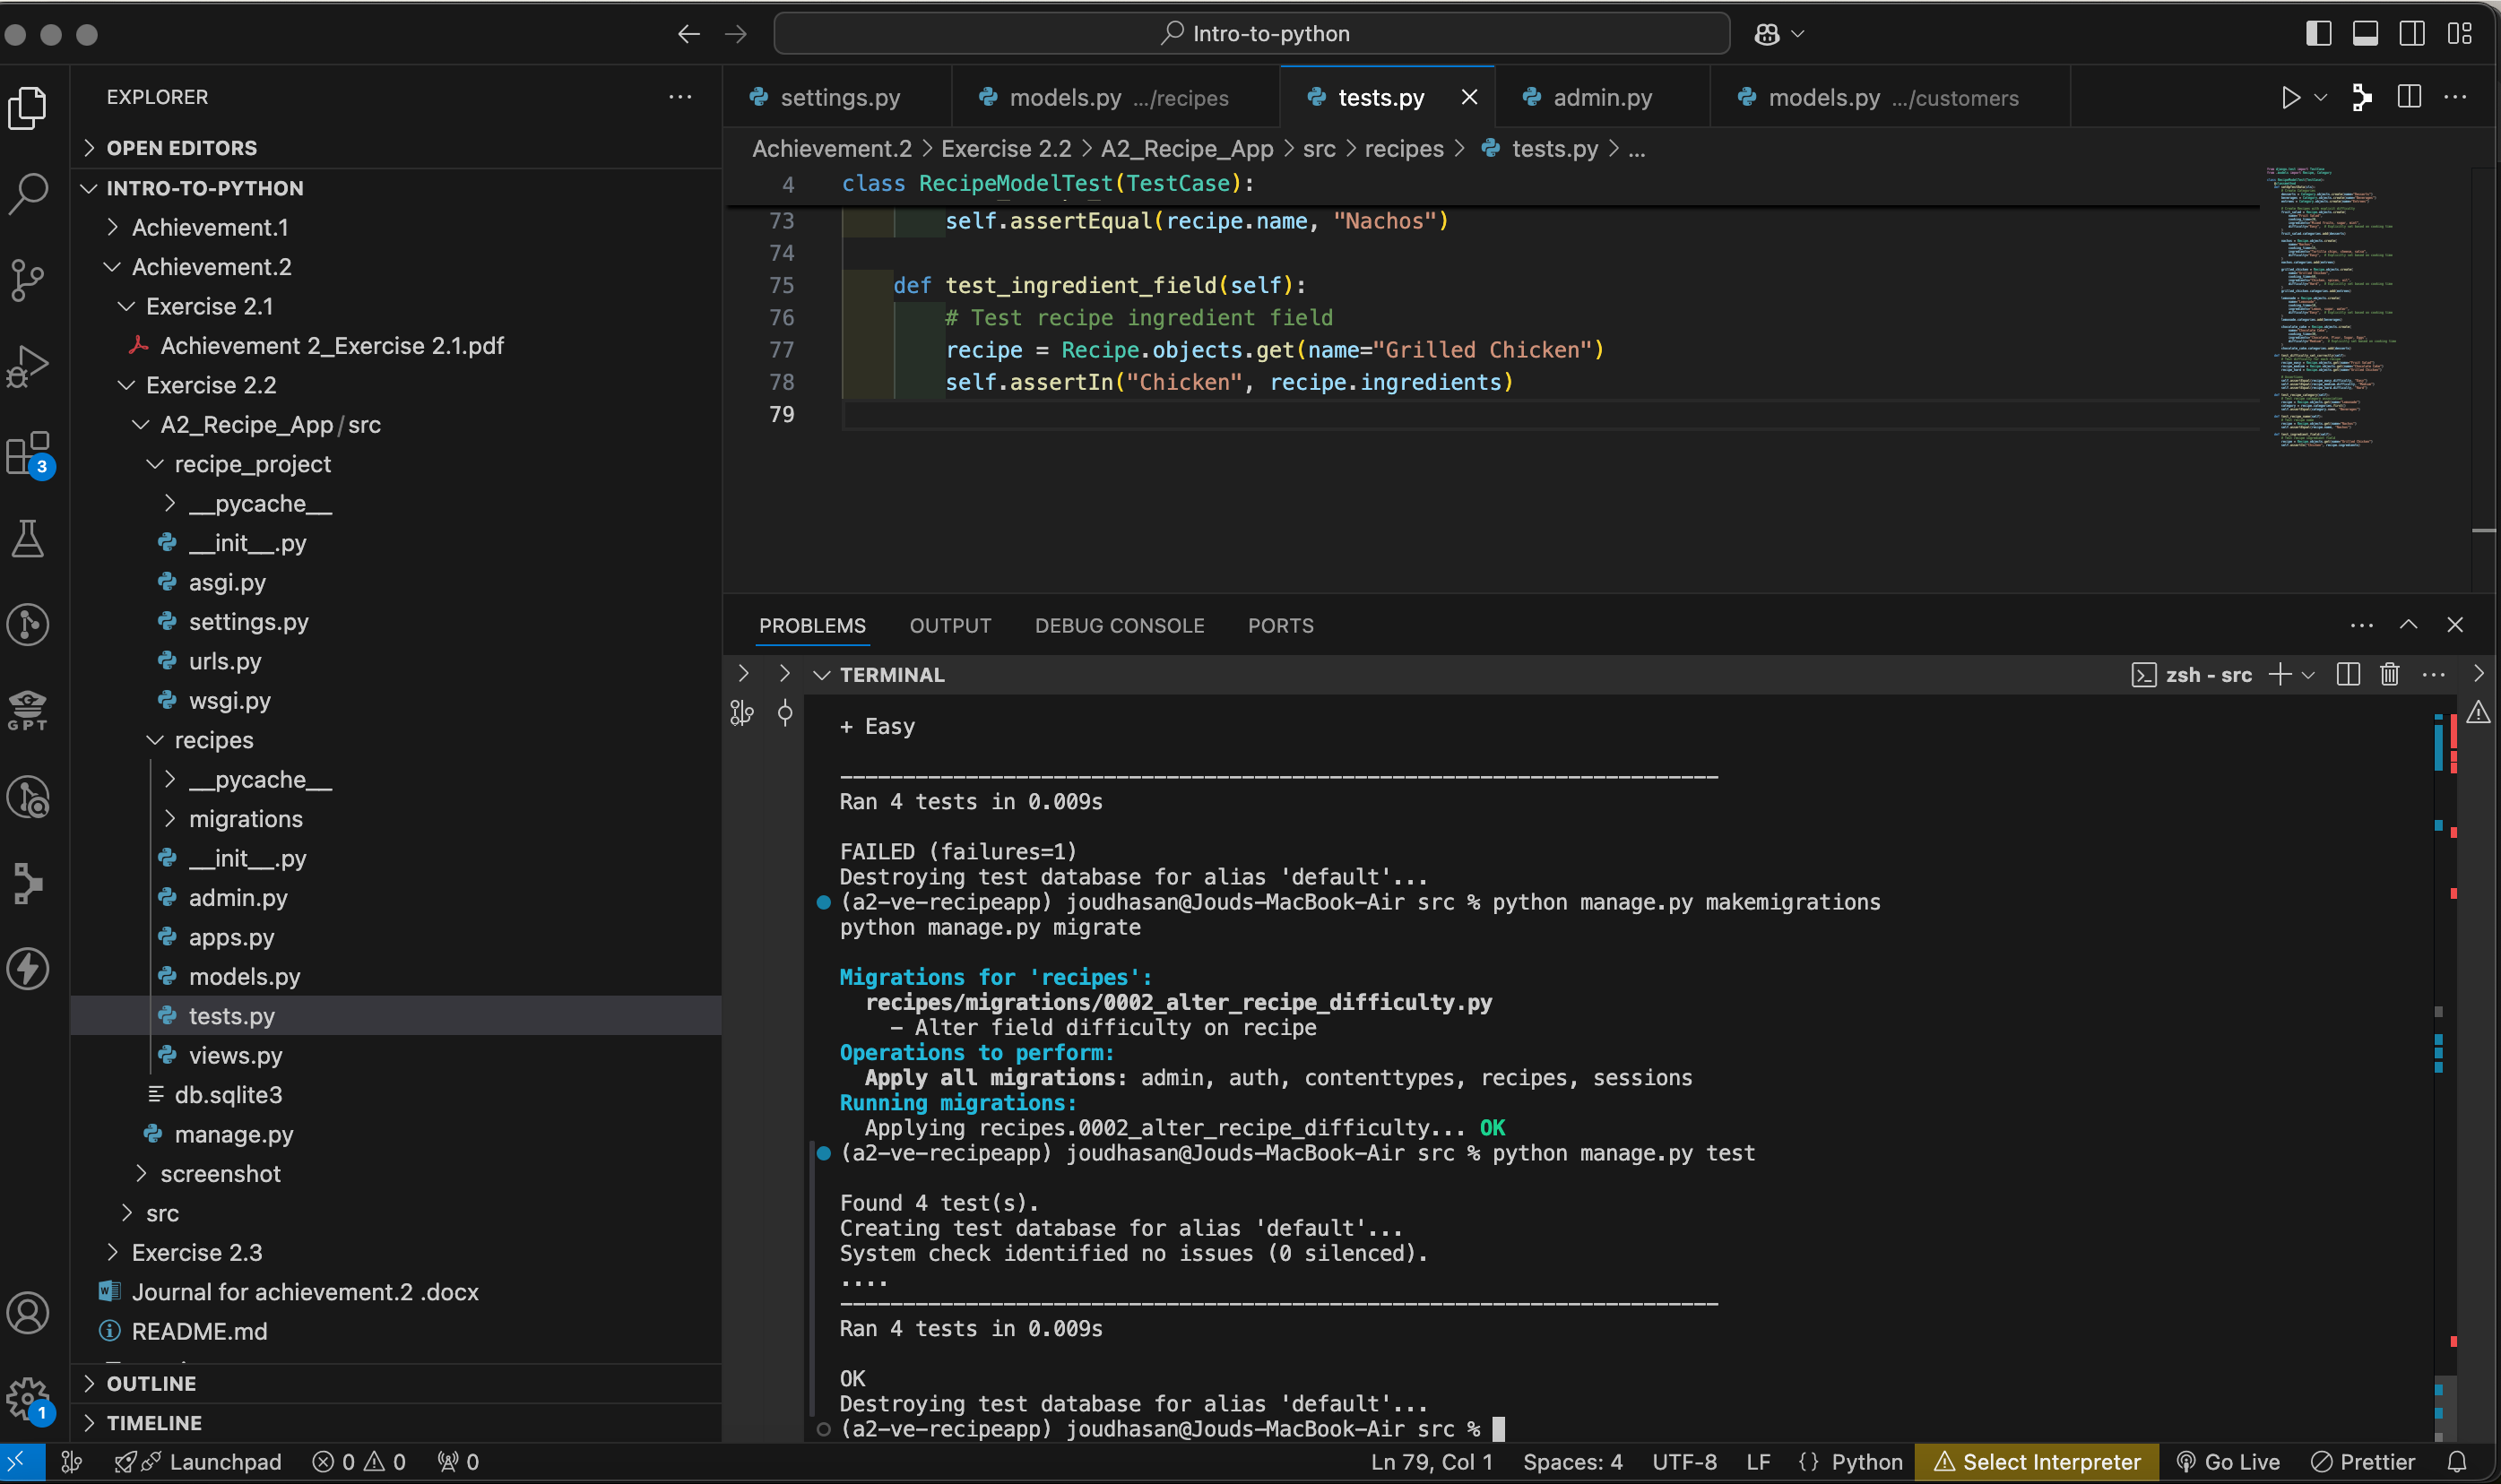 Intro-to-python
EXPLORER
OPEN EDITORS
INTRO-TO-PYTHON
Achievement.1
Achievement.2
Exercise 2.1
Achievement 2_Exercise 2.1.pdf
Exercise 2.2
A2_Recipe_App/src
recipe_project
__pycache__
__init__.py
asgi.py
settings.py
urls.py
wsgi.py
recipes
__pycache__
migrations
__init__.py
admin.py
apps.py
models.py
tests.py
views.py
db.sqlite3
manage.py
screenshot
src
Exercise 2.3
Journal for achievement.2 .docx
README.md
OUTLINE
TIMELINE
3
GPT
1
settings.py
models.py .../recipes
tests.py
admin.py
models.py .../customers
Achievement.2 > Exercise 2.2 > A2_Recipe_App > src > recipes > tests.py > ...
4 class RecipeModelTest(TestCase):
73 self.assertEqual(recipe.name, "Nachos")
74
75 def test_ingredient_field(self):
76 # Test recipe ingredient field
77 recipe = Recipe.objects.get(name="Grilled Chicken")
78 self.assertIn("Chicken", recipe.ingredients)
79
PROBLEMS OUTPUT DEBUG CONSOLE PORTS
TERMINAL
zsh - src
+ Easy
----------------------------------------------------------------------
Ran 4 tests in 0.009s
FAILED (failures=1)
Destroying test database for alias 'default'...
(a2-ve-recipeapp) joudhasan@Jouds-MacBook-Air src % python manage.py makemigrations
python manage.py migrate
Migrations for 'recipes':
recipes/migrations/0002_alter_recipe_difficulty.py
- Alter field difficulty on recipe
Operations to perform:
Apply all migrations: admin, auth, contenttypes, recipes, sessions
Running migrations:
Applying recipes.0002_alter_recipe_difficulty... OK
(a2-ve-recipeapp) joudhasan@Jouds-MacBook-Air src % python manage.py test
Found 4 test(s).
Creating test database for alias 'default'...
System check identified no issues (0 silenced).
....
----------------------------------------------------------------------
Ran 4 tests in 0.009s
OK
Destroying test database for alias 'default'...
(a2-ve-recipeapp) joudhasan@Jouds-MacBook-Air src %
Launchpad 0 0 0 Ln 79, Col 1 Spaces: 4 UTF-8 LF {} Python Select Interpreter Go Live Prettier